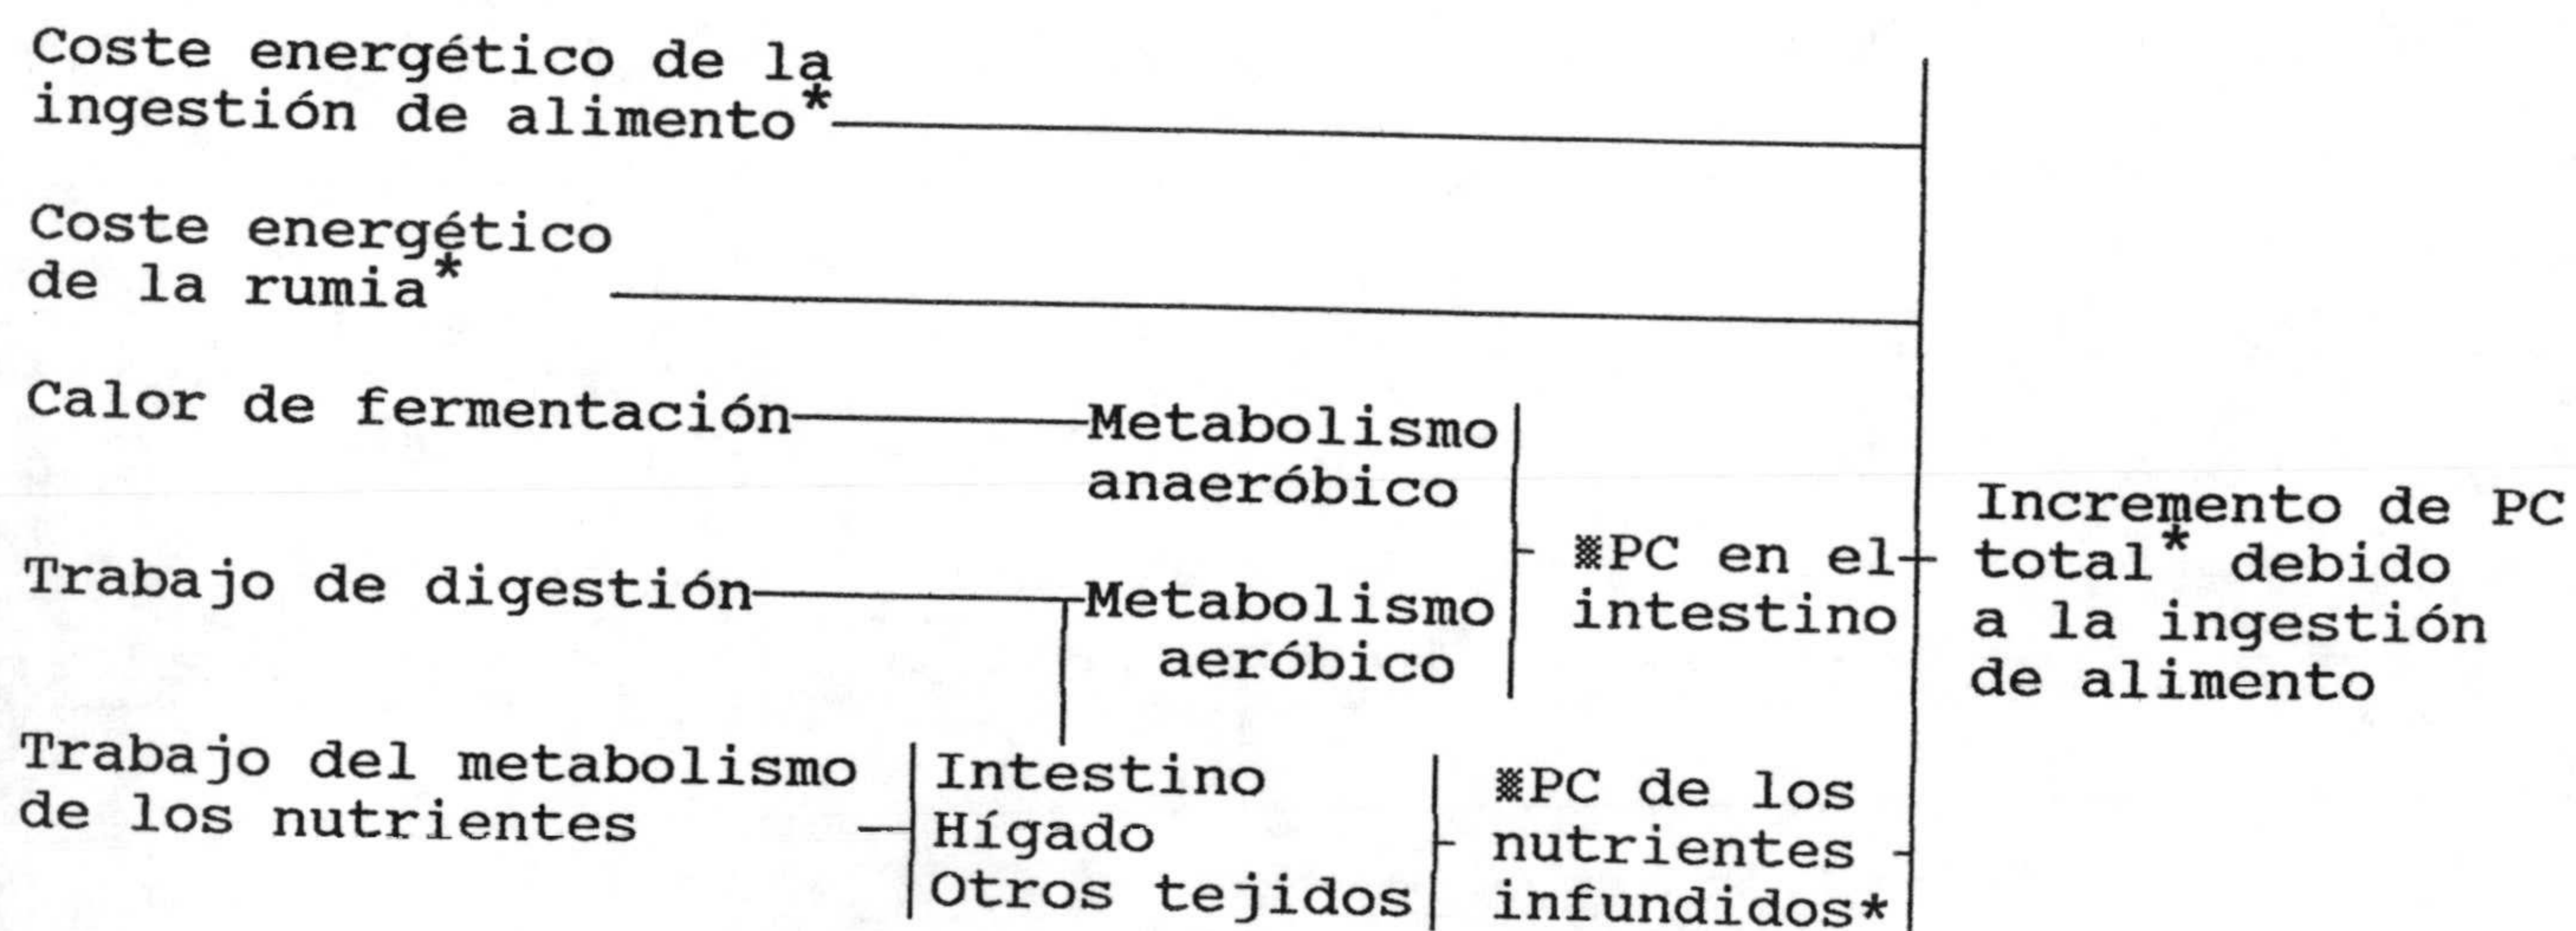 Coste energético de la
ingestión de alimento*
Coste energético
de la rumia*
Calor de fermentación
Metabolismo
anaeróbico
Trabajo de digestión
Metabolismo
aeróbico
▒PC en el
intestino
Incremento de PC
total* debido
a la ingestión
de alimento
Trabajo del metabolismo
de los nutrientes
Intestino
Hígado
Otros tejidos
▒PC de los
nutrientes
infundidos*